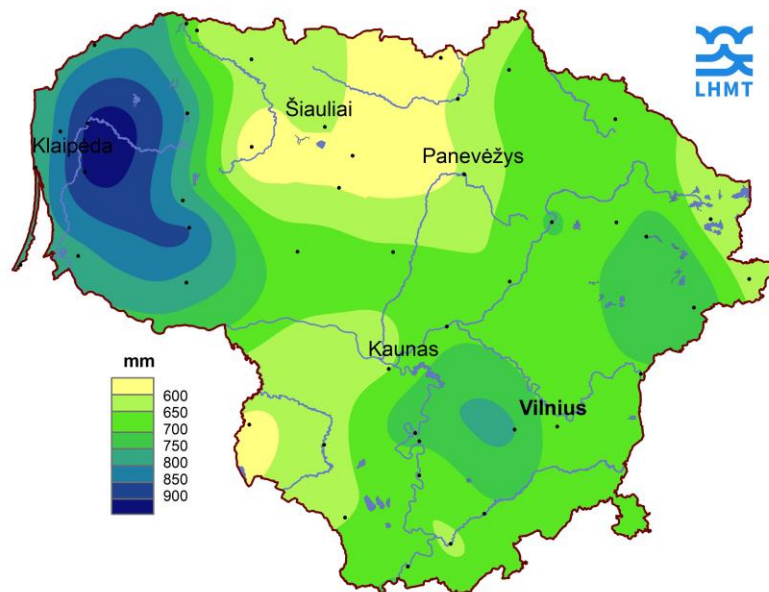 LHMT
Šiauliai
Klaipėda
Panevėžys
Kaunas
Vilnius
mm
600
650
700
750
800
850
900